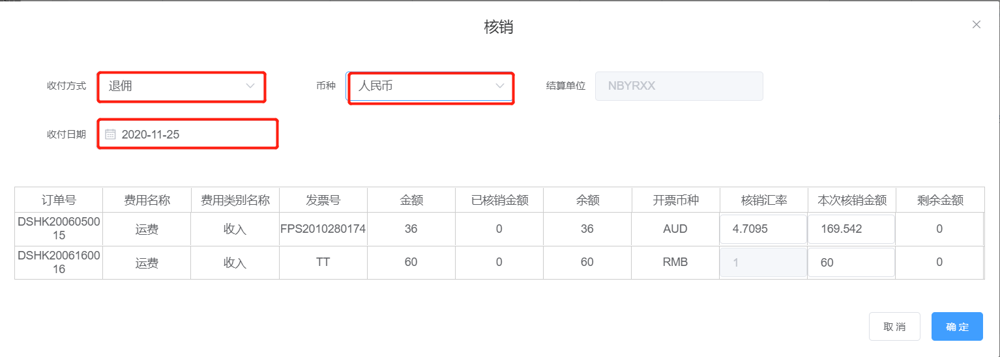 核销
收付方式 退佣 币种 人民币 结算单位 NBYRXX
收付日期 2020-11-25
订单号 费用名称 费用类别名称 发票号 金额 已核销金额 余额 开票币种 核销汇率 本次核销金额 剩余金额
DSHK20060500
15 运费 收入 FPS2010280174 36 0 36 AUD 4.7095 169.542 0
DSHK20061600
16 运费 收入 TT 60 0 60 RMB 1 60 0
取消 确定